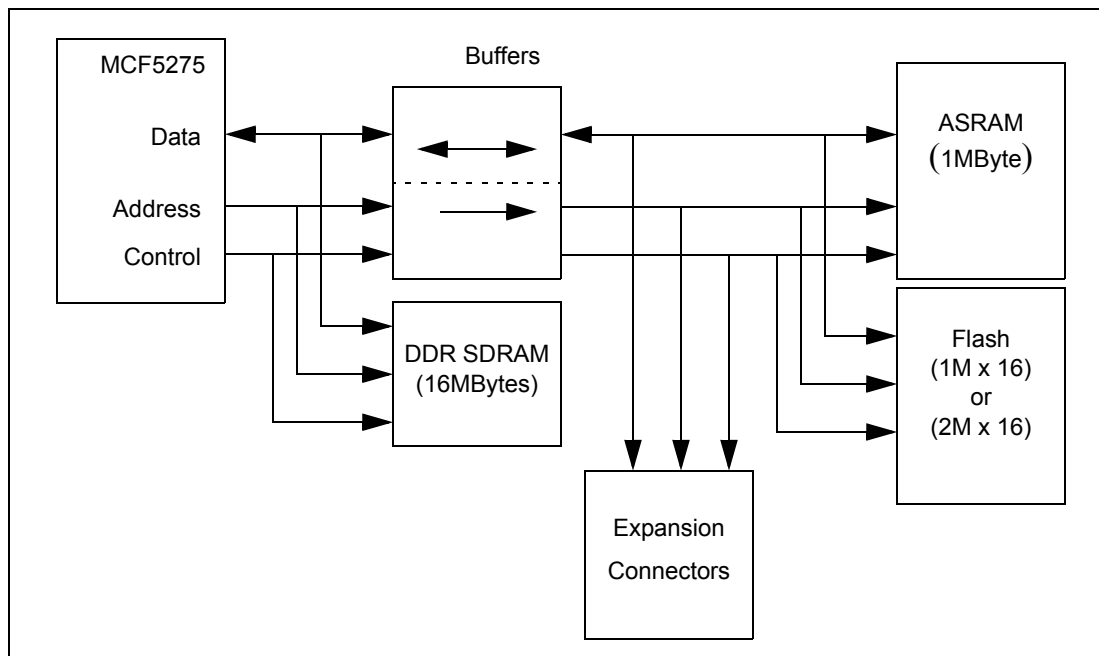 MCF5275
Data
Address
Control
Buffers
DDR SDRAM
(16MBytes)
ASRAM
(1MByte)
Flash
(1M x 16)
or
(2M x 16)
Expansion
Connectors